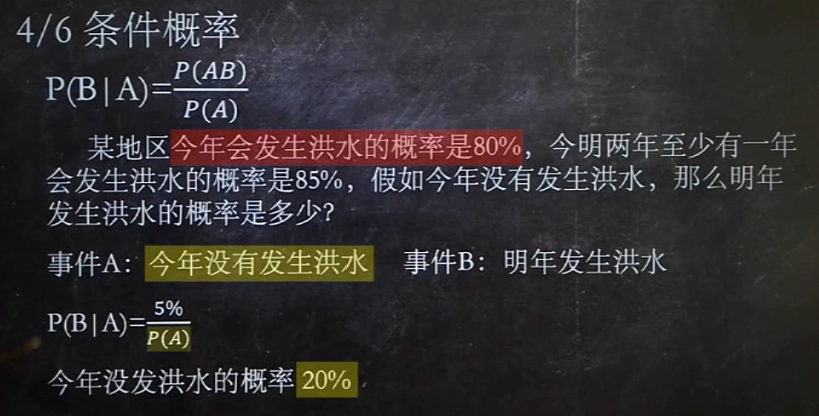 4/6 条件概率
P(B|A)=P(AB)/P(A)
某地区今年会发生洪水的概率是80%，今明两年至少有一年
会发生洪水的概率是85%，假如今年没有发生洪水，那么明年
发生洪水的概率是多少？
事件A：今年没有发生洪水 事件B：明年发生洪水
P(B|A)=5%/P(A)
今年没发洪水的概率20%